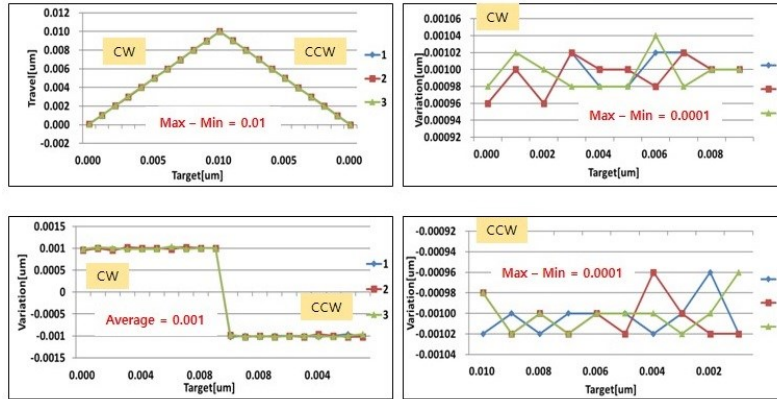 0.012
0.010
0.008
0.006
0.004
0.002
0.000
-0.002
Travel[um]
CW
CCW
Max – Min = 0.01
0.000 0.005 0.010 0.005 0.000
Target[um]
1
2
3
0.00106
0.00104
0.00102
0.00100
0.00098
0.00096
0.00094
0.00092
Variation[um]
CW
Max – Min = 0.0001
0.000 0.002 0.004 0.006 0.008
Target[um]
0.0015
0.001
0.0005
0
-0.0005
-0.001
-0.0015
Variation[um]
CW
CCW
Average = 0.001
0.000 0.004 0.008 0.008 0.004
Target[um]
1
2
3
-0.00092
-0.00094
-0.00096
-0.00098
-0.00100
-0.00102
-0.00104
Variation[um]
CCW
Max – Min = 0.0001
0.010 0.008 0.006 0.004 0.002
Target[um]